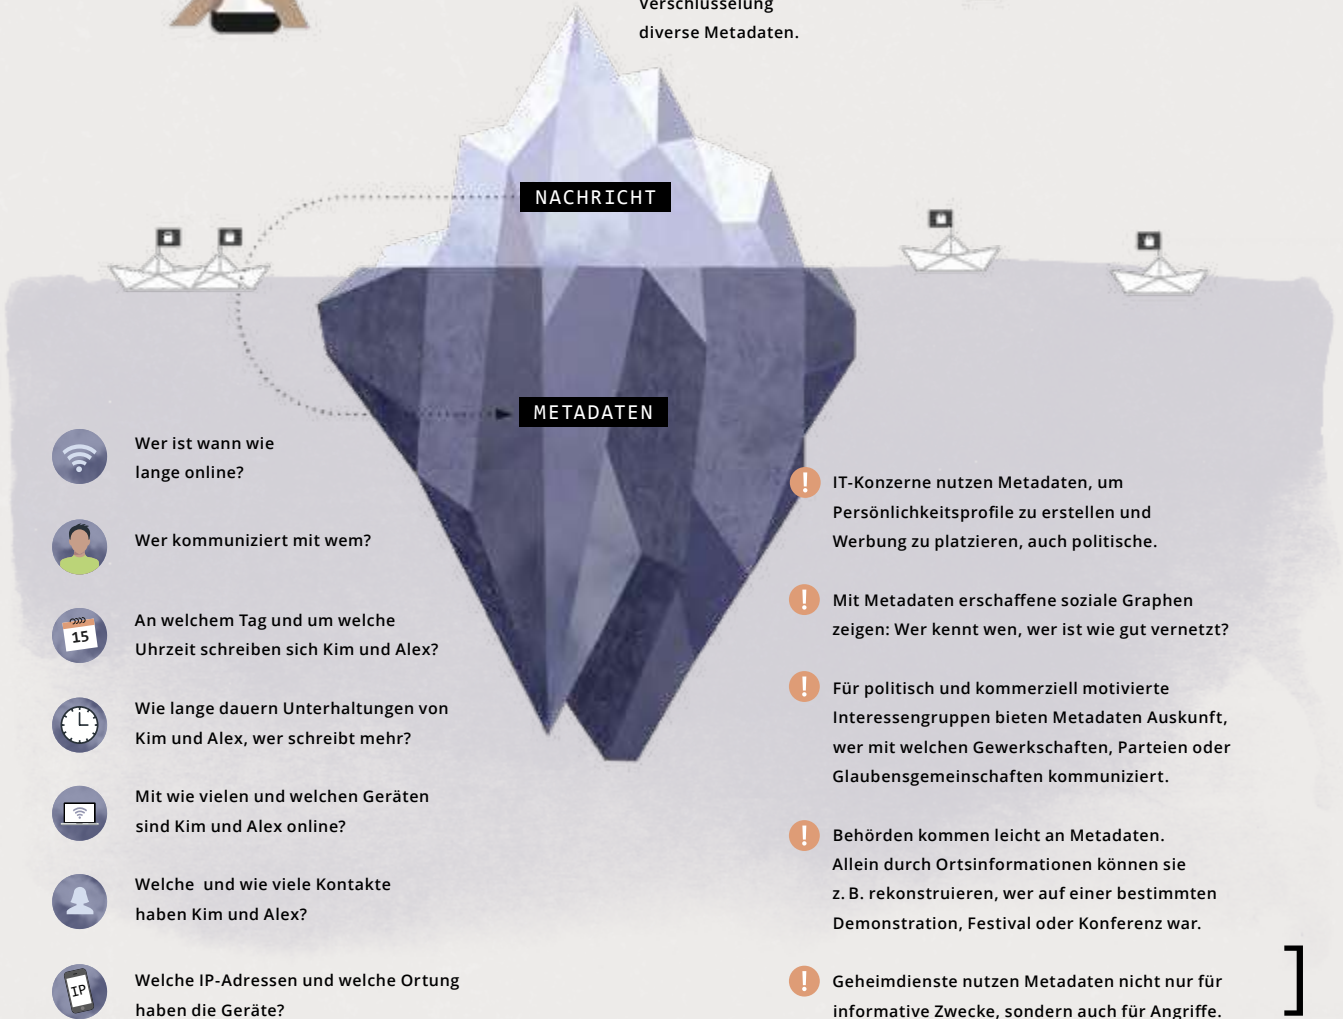 Verschlüsselung
diverse Metadaten.
NACHRICHT
METADATEN
Wer ist wann wie
lange online?
Wer kommuniziert mit wem?
15
An welchem Tag und um welche
Uhrzeit schreiben sich Kim und Alex?
Wie lange dauern Unterhaltungen von
Kim und Alex, wer schreibt mehr?
Mit wie vielen und welchen Geräten
sind Kim und Alex online?
Welche  und wie viele Kontakte
haben Kim und Alex?
IP
Welche IP-Adressen und welche Ortung
haben die Geräte?
! IT-Konzerne nutzen Metadaten, um
Persönlichkeitsprofile zu erstellen und
Werbung zu platzieren, auch politische.
! Mit Metadaten erschaffene soziale Graphen
zeigen: Wer kennt wen, wer ist wie gut vernetzt?
! Für politisch und kommerziell motivierte
Interessengruppen bieten Metadaten Auskunft,
wer mit welchen Gewerkschaften, Parteien oder
Glaubensgemeinschaften kommuniziert.
! Behörden kommen leicht an Metadaten.
Allein durch Ortsinformationen können sie
z. B. rekonstruieren, wer auf einer bestimmten
Demonstration, Festival oder Konferenz war.
! Geheimdienste nutzen Metadaten nicht nur für
informative Zwecke, sondern auch für Angriffe.
]